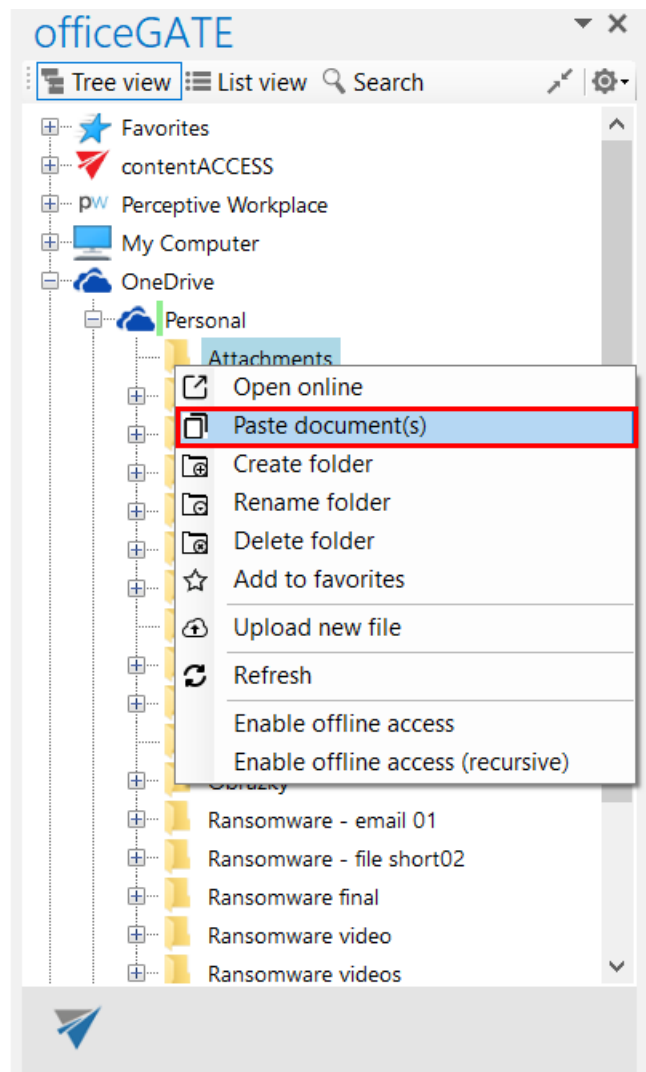 officeGATE
Tree view List view Search
Favorites
contentACCESS
pw Perceptive Workplace
My Computer
OneDrive
Personal
Attachments
Open online
Paste document(s)
Create folder
Rename folder
Delete folder
Add to favorites
Upload new file
Refresh
Enable offline access
Enable offline access (recursive)
Obrázky
Ransomware - email 01
Ransomware - file short02
Ransomware final
Ransomware video
Ransomware videos